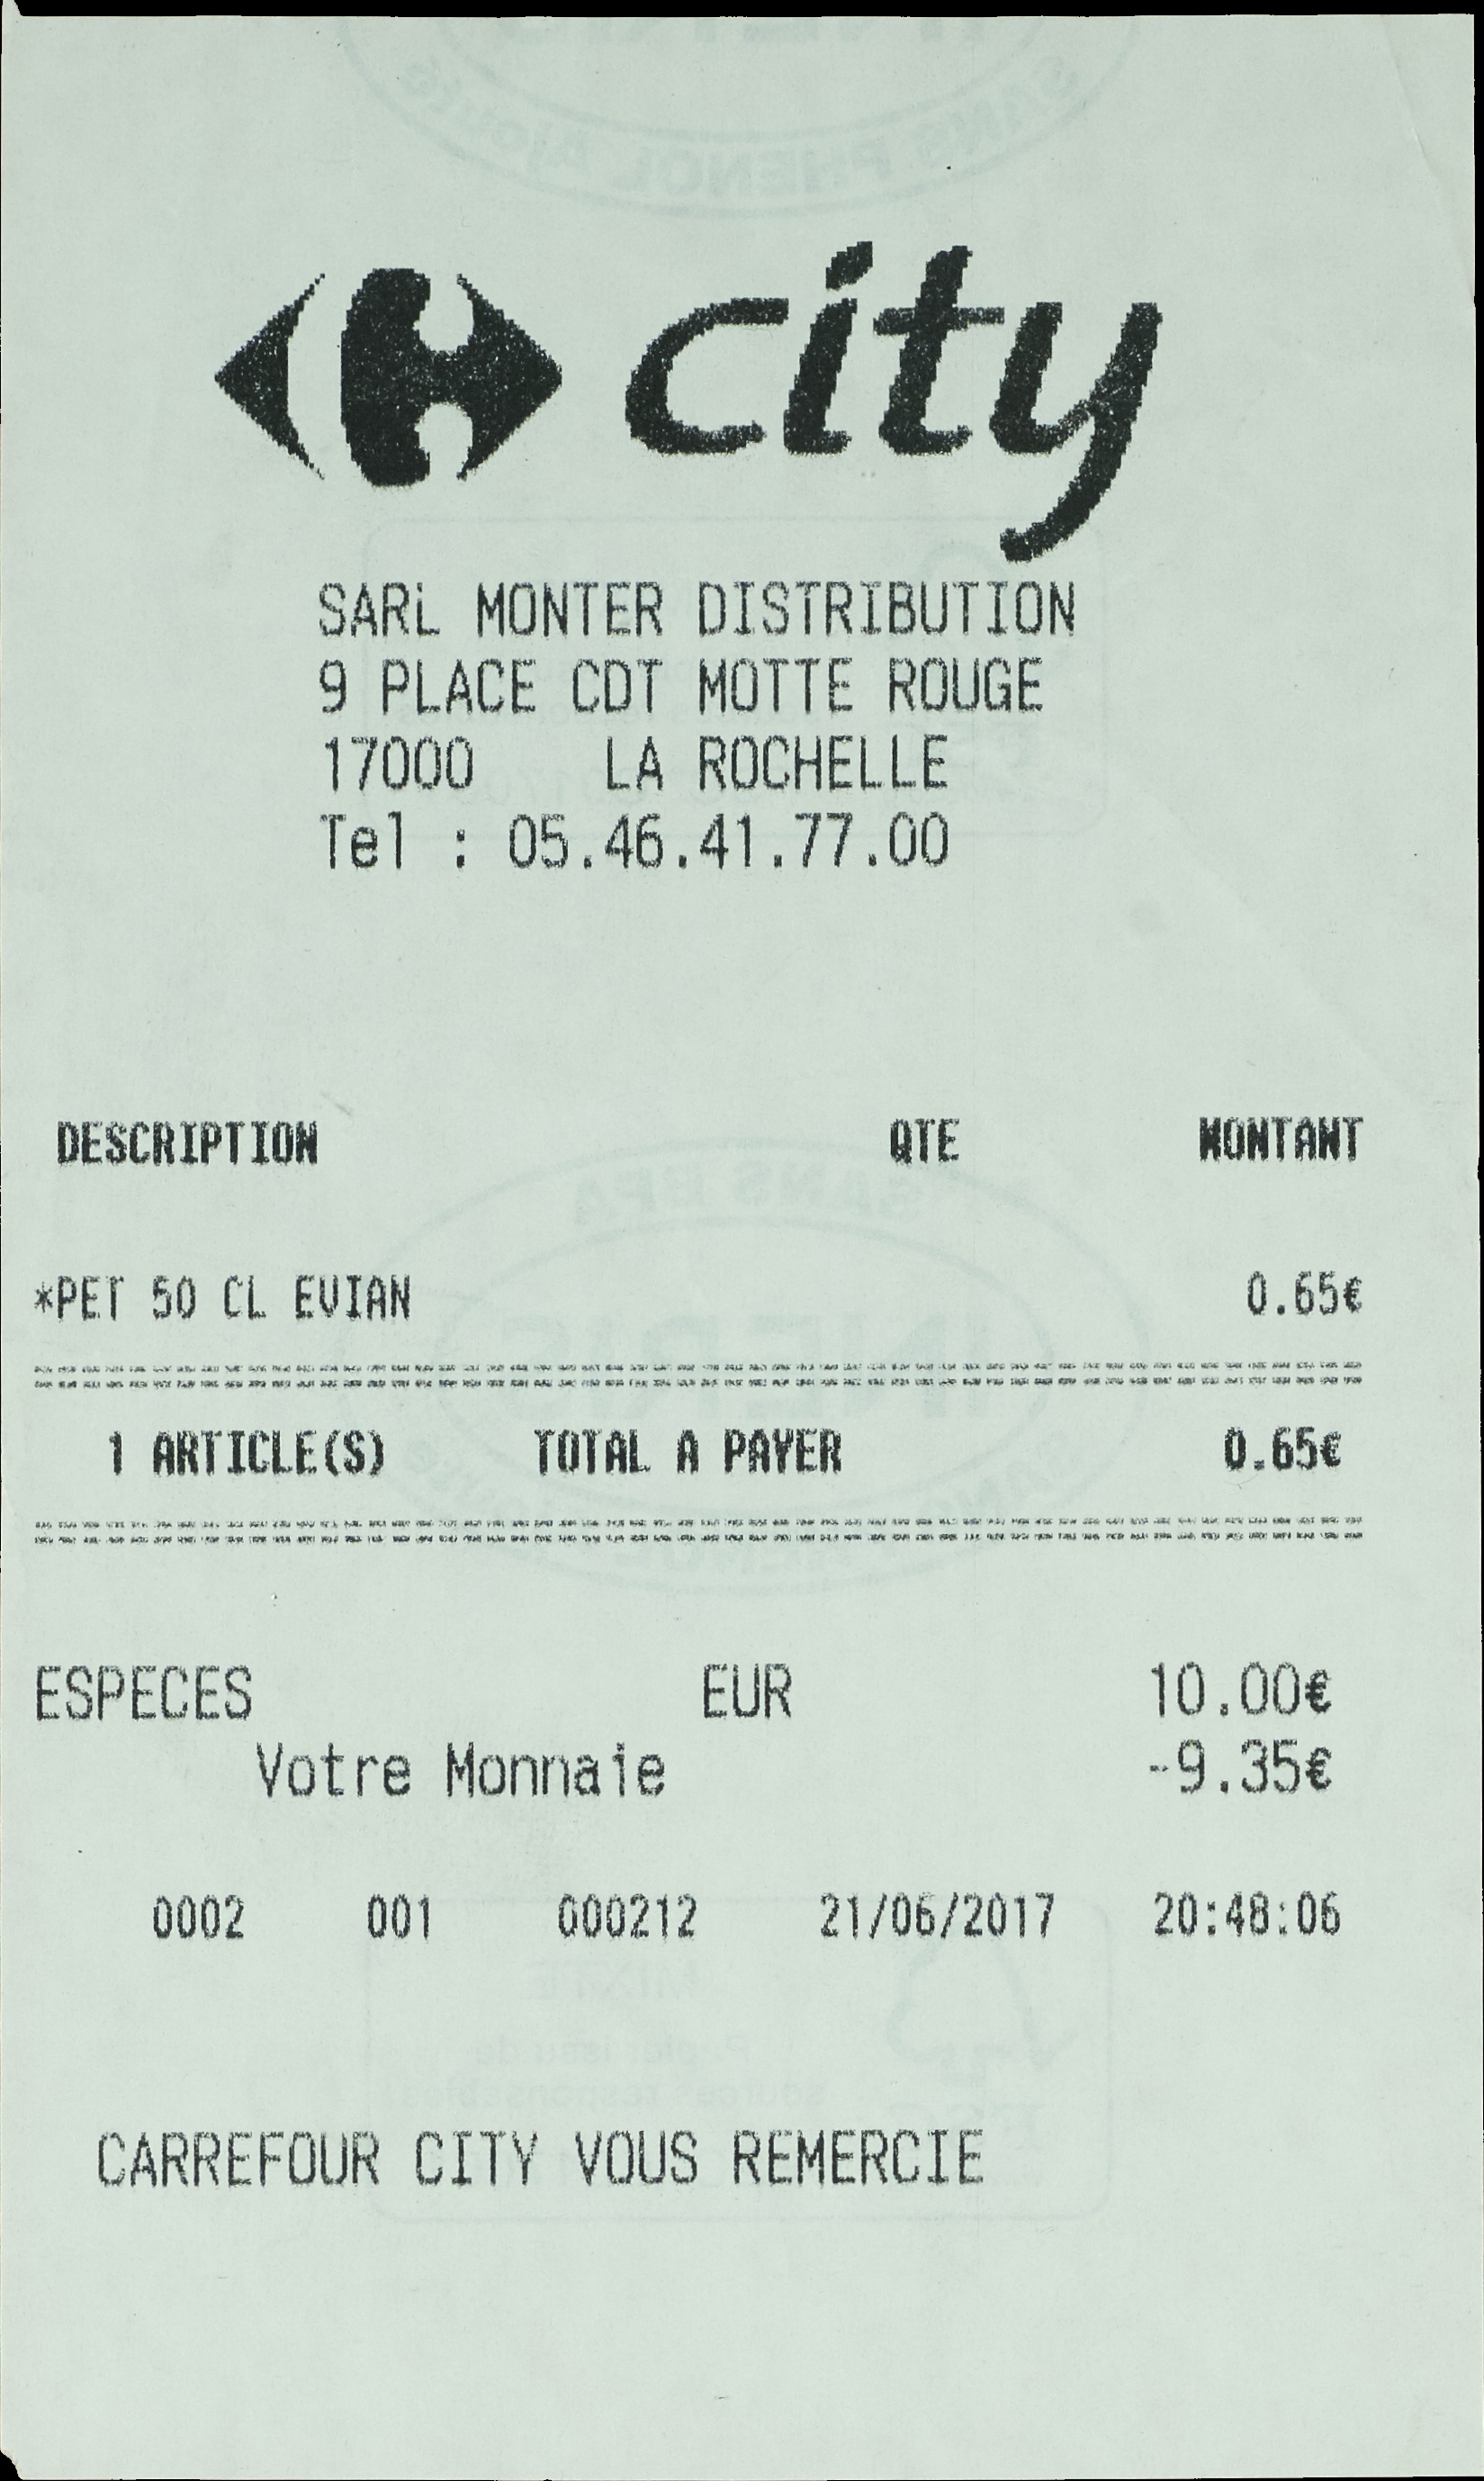 city
SARL MONTER DISTRIBUTION
9 PLACE CDT MOTTE ROUGE
17000 LA ROCHELLE
Tel : 05.46.41.77.00
DESCRIPTION QTE MONTANT
*PET 50 CL EVIAN 0.65€
1 ARTICLE(S) TOTAL A PAYER 0.65€
ESPECES EUR 10.00€
Votre Monnaie -9.35€
0002 001 000212 21/06/2017 20:48:06
CARREFOUR CITY VOUS REMERCIE